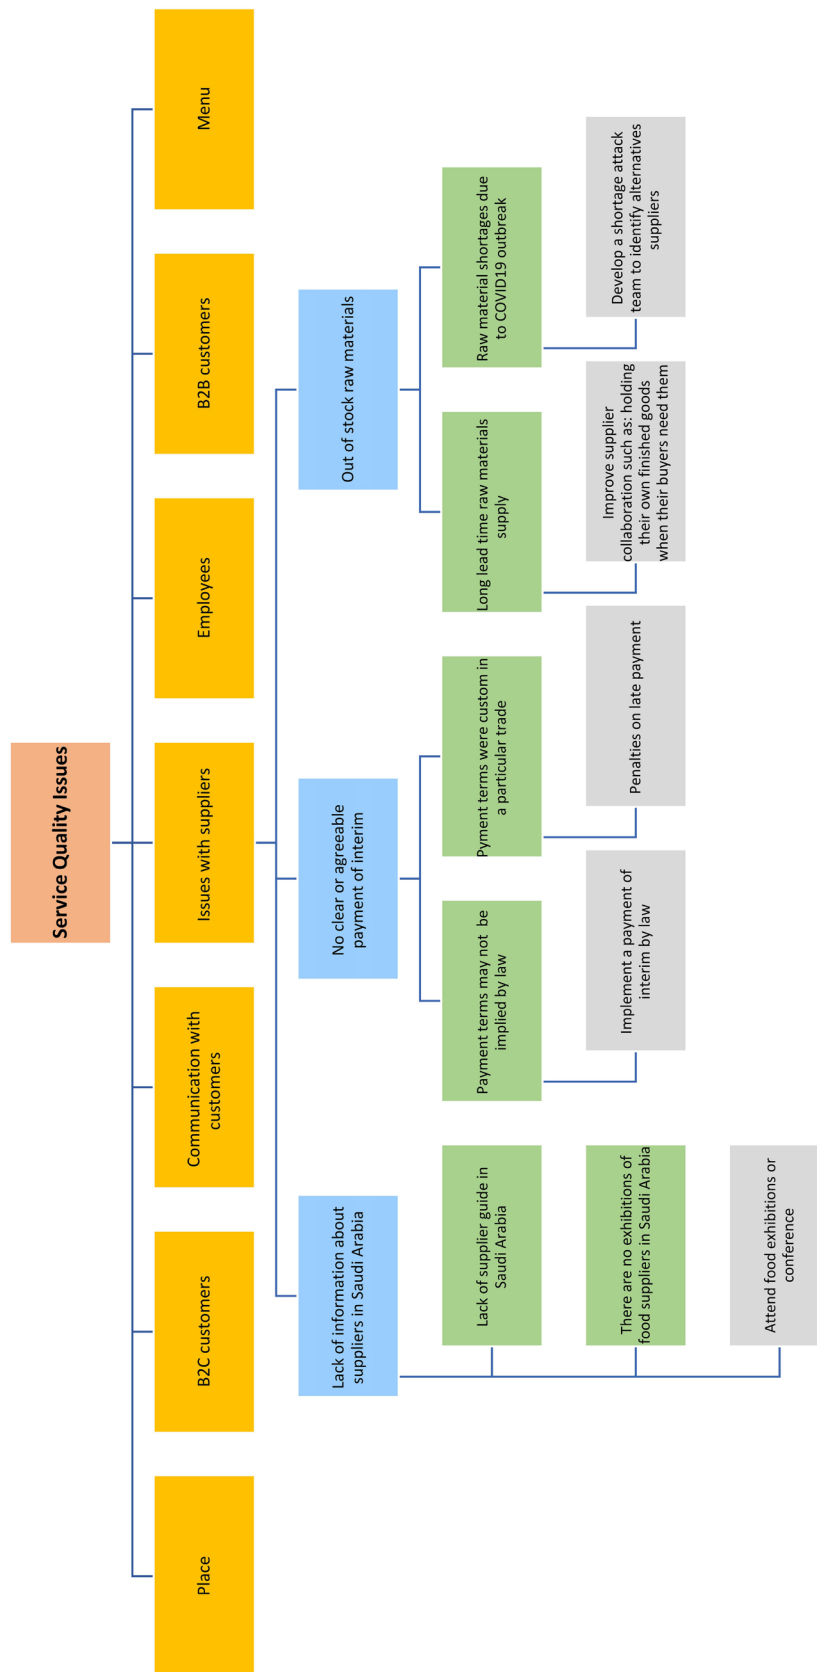 Service Quality Issues
Place
B2C customers
Communication with
customers
Issues with suppliers
Employees
B2B customers
Menu
Lack of information about
suppliers in Saudi Arabia
No clear or agreeable
payment of interim
Out of stock raw materials
Lack of supplier guide in
Saudi Arabia
Payment terms may not be
implied by law
Pyment terms were custom in
a particular trade
Long lead time raw materials
supply
Raw material shortages due
to COVID19 outbreak
There are no exhibitions of
food suppliers in Saudi Arabia
Implement a payment of
interim by law
Penalties on late payment
Improve supplier
collaboration such as: holding
their own finished goods
when their buyers need them
Develop a shortage attack
team to identify alternatives
suppliers
Attend food exhibitions or
conference